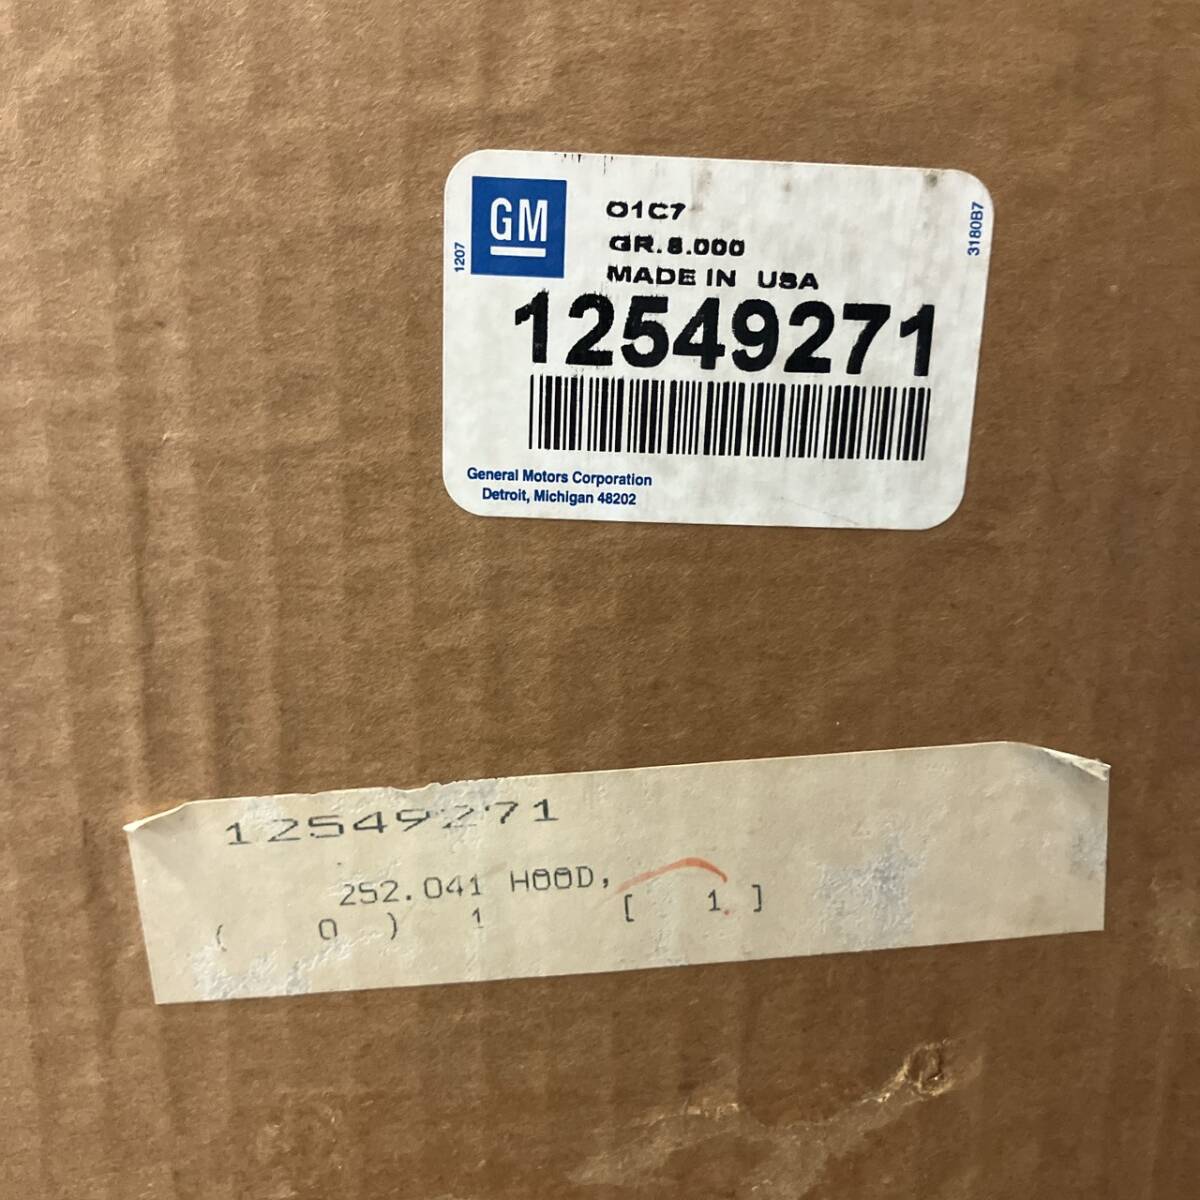 GM
1207
O1C7
GR.8.000
MADE IN USA
3180B7
12549271
General Motors Corporation
Detroit, Michigan 48202
12549271
252.041 HOOD,
( 0 ) 1 [ 1 ]